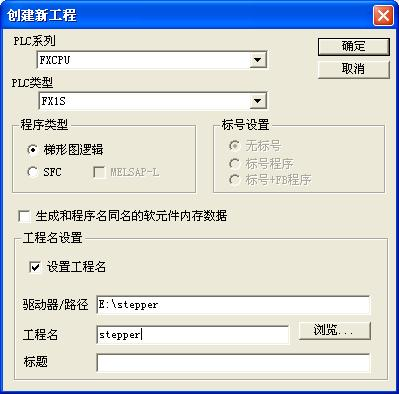 创建新工程
PLC系列
FXCPU
确定
取消
PLC类型
FX1S
程序类型
梯形图逻辑
SFC MELSAP-L
标号设置
无标号
标号程序
标号+FB程序
生成和程序名同名的软元件内存数据
工程名设置
设置工程名
驱动器/路径 E:\stepper
工程名 stepper 浏览...
标题